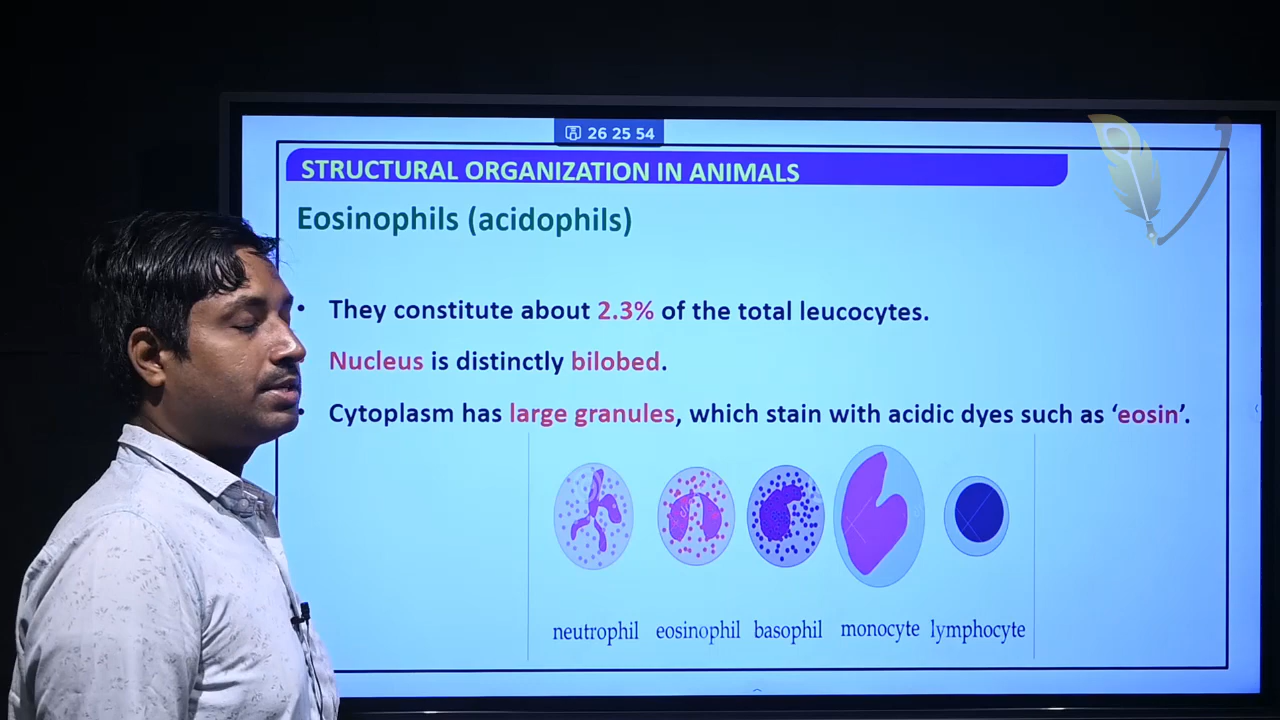 26 25 54
STRUCTURAL ORGANIZATION IN ANIMALS
Eosinophils (acidophils)
• They constitute about 2.3% of the total leucocytes.
Nucleus is distinctly bilobed.
• Cytoplasm has large granules, which stain with acidic dyes such as ‘eosin’.
neutrophil eosinophil basophil monocyte lymphocyte